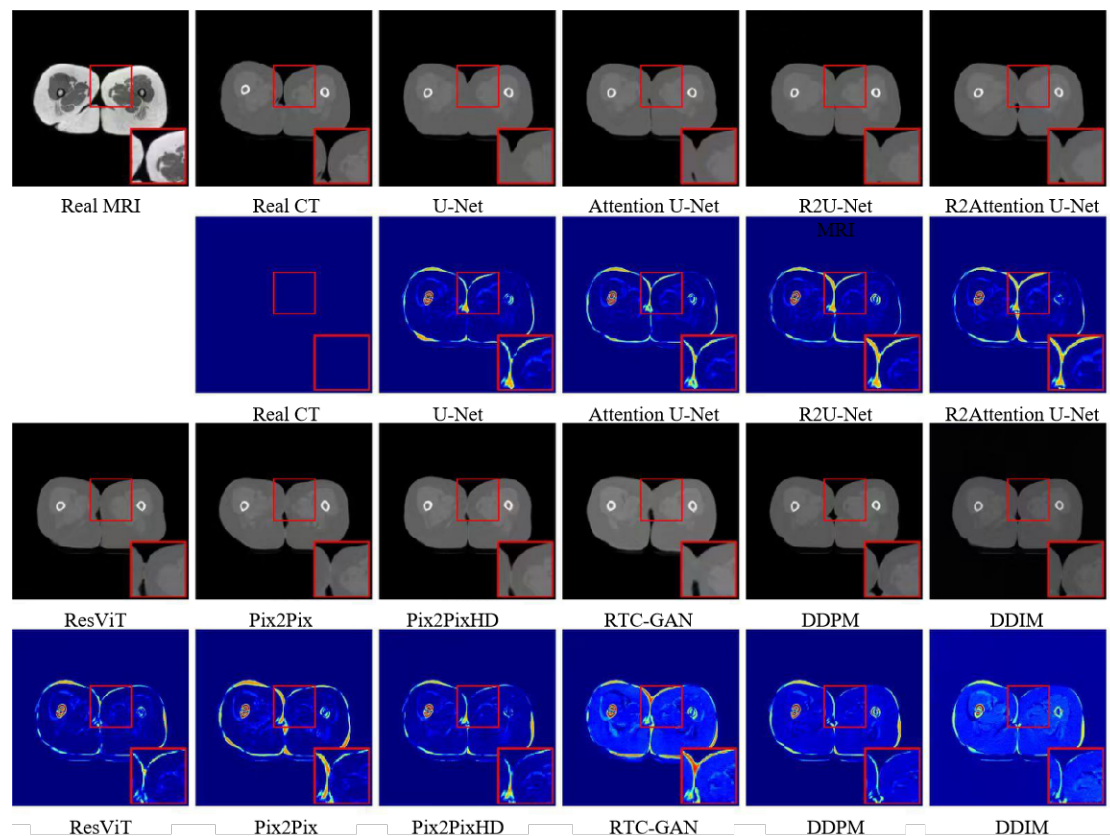 Real MRI Real CT U-Net Attention U-Net R2U-Net R2Attention U-Net
MRI
Real CT U-Net Attention U-Net R2U-Net R2Attention U-Net
ResViT Pix2Pix Pix2PixHD RTC-GAN DDPM DDIM
ResViT Pix2Pix Pix2PixHD RTC-GAN DDPM DDIM